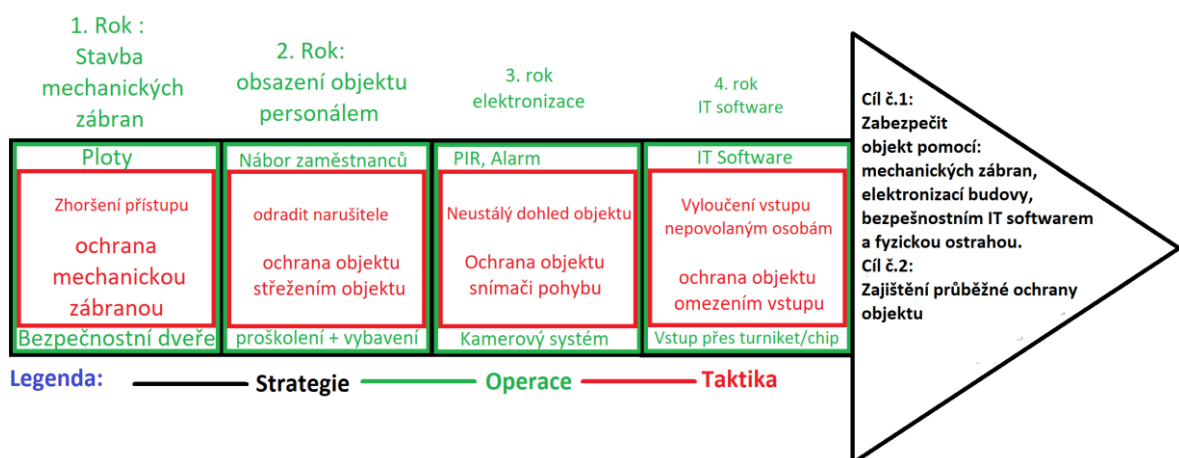 1. Rok :
Stavba
mechanických
zábran
2. Rok:
obsazení objektu
personálem
3. rok
elektronizace
4. rok
IT software
Ploty
Zhoršení přístupu
ochrana
mechanickou
zábranou
Bezpečnostní dveře
Nábor zaměstnanců
odradit narušitele
ochrana objektu
střežením objektu
proškolení + vybavení
PIR, Alarm
Neustálý dohled objektu
Ochrana objektu
snímači pohybu
Kamerový systém
IT Software
Vyloučení vstupu
nepovolaným osobám
ochrana objektu
omezením vstupu
Vstup přes turniket/chip
Cíl č.1:
Zabezpečit
objekt pomocí:
mechanických zábran,
elektronizací budovy,
bezpešnostním IT softwarem
a fyzickou ostrahou.
Cíl č.2:
Zajištění průběžné ochrany
objektu
Legenda:
Strategie
Operace
Taktika